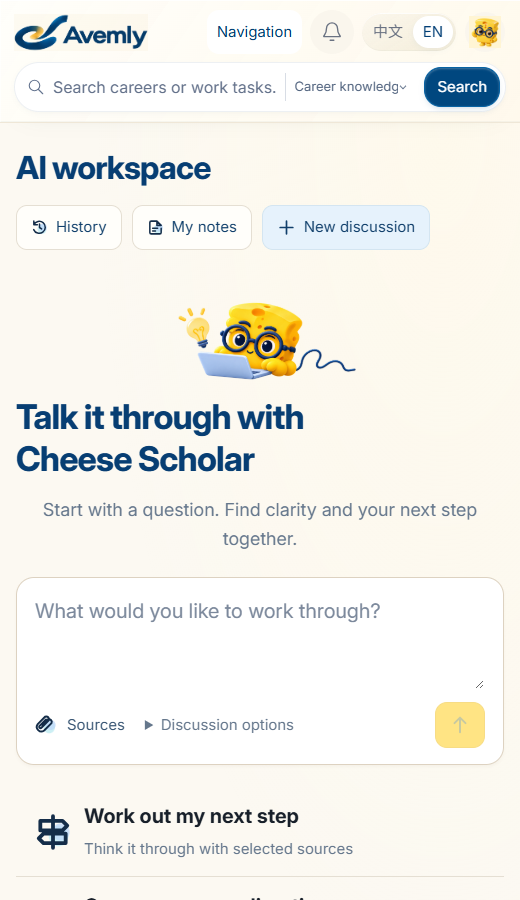 Avemly
Navigation
中文
EN
Search careers or work tasks.
Career knowledg
Search
AI workspace
History
My notes
New discussion
Talk it through with
Cheese Scholar
Start with a question. Find clarity and your next step
together.
What would you like to work through?
Sources
Discussion options
Work out my next step
Think it through with selected sources